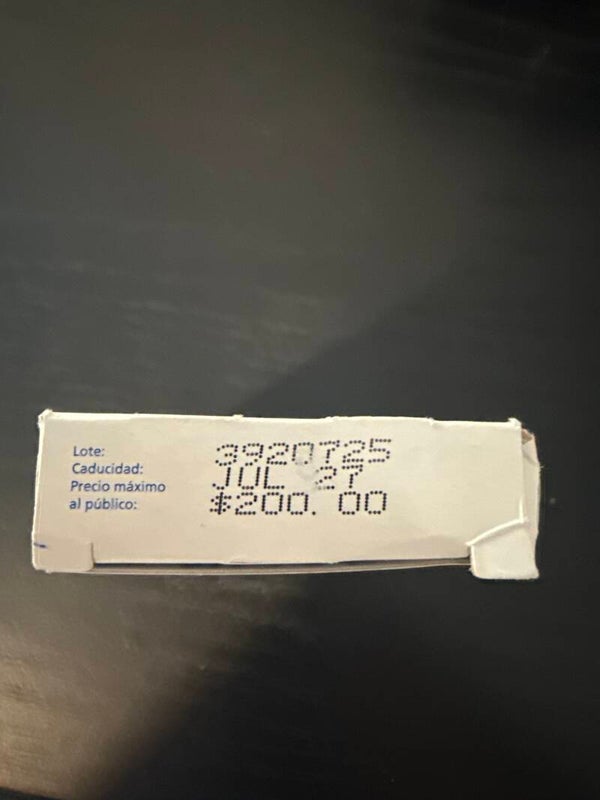 Lote: 3920725
Caducidad: JUL 27
Precio máximo
al público: $200.00